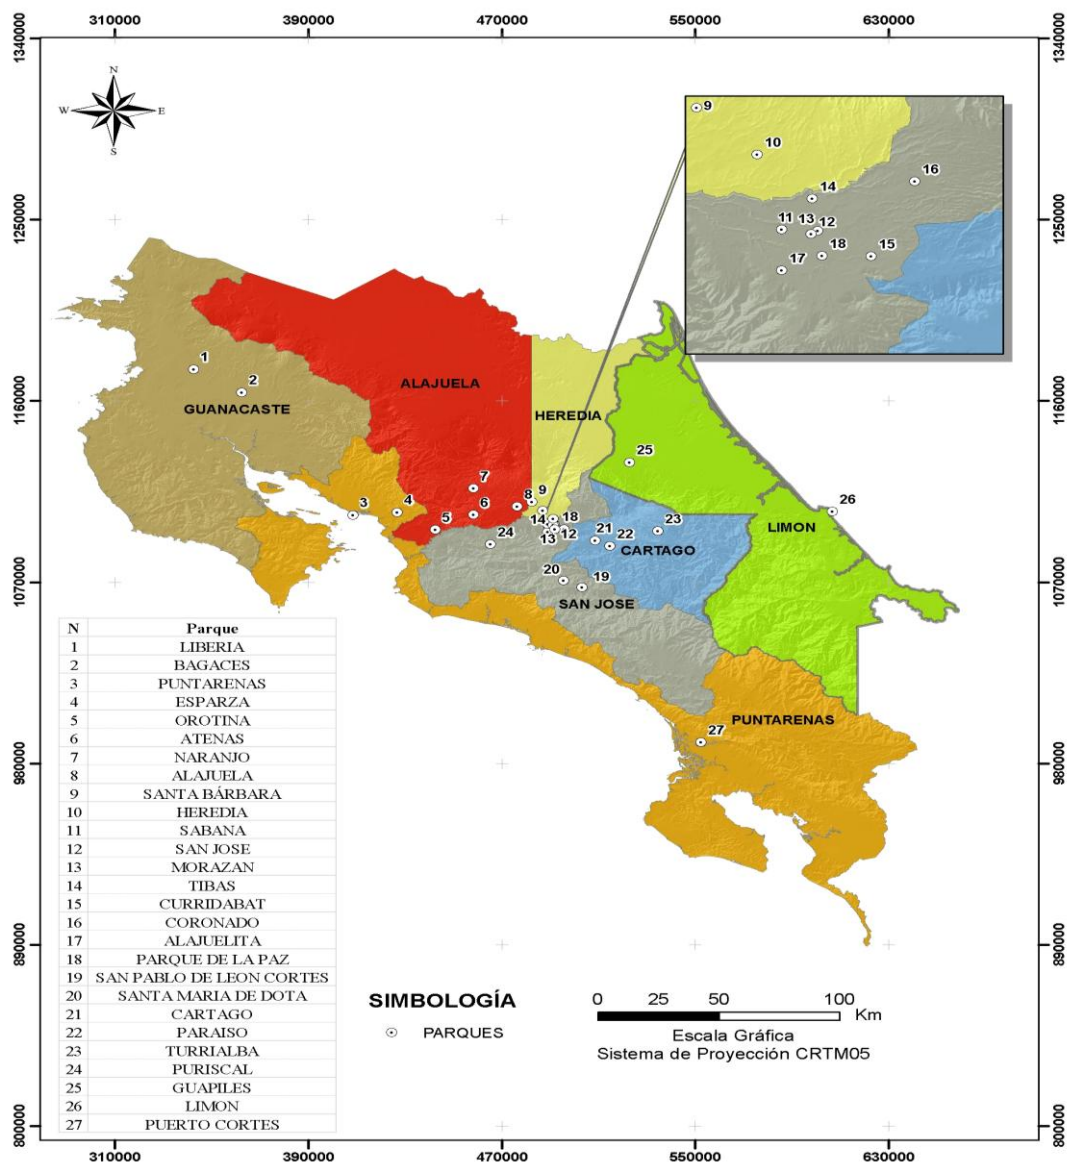 310000 390000 470000 550000 630000
1340000 1340000
N
W E
S
9
10
16
14
11 13 12
18 15
17
1250000 1250000
1
2
ALAJUELA
GUANACASTE
HEREDIA
1160000 1160000
25
7
9
8
3 4 6 26
5 14 18
LIMON
24 13 12 21 22 23
CARTAGO
20 19
1070000 1070000
SAN JOSE
PUNTARENAS
27
980000 980000
890000 890000
N Parque
1 LIBERIA
2 BAGACES
3 PUNTARENAS
4 ESPARZA
5 OROTINA
6 ATENAS
7 NARANJO
8 ALAJUELA
9 SANTA BÁRBARA
10 HEREDIA
11 SABANA
12 SAN JOSE
13 MORAZAN
14 TIBAS
15 CURRIDABAT
16 CORONADO
17 ALAJUELITA
18 PARQUE DE LA PAZ
19 SAN PABLO DE LEON CORTES
20 SANTA MARIA DE DOTA
21 CARTAGO
22 PARAISO
23 TURRIALBA
24 PURISCAL
25 GUAPILES
26 LIMON
27 PUERTO CORTES
SIMBOLOGÍA
PARQUES
0 25 50 100
Km
Escala Gráfica
Sistema de Proyección CRTM05
800000 800000
310000 390000 470000 550000 630000